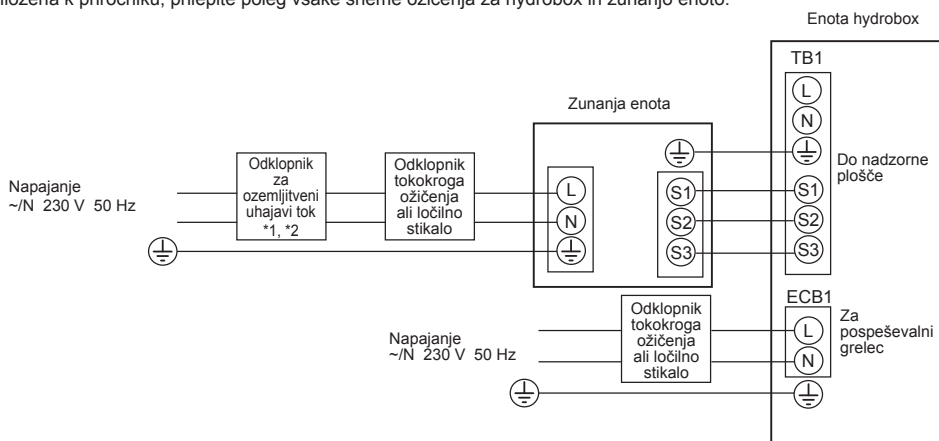 priložena k priročniku, prilepite poleg vsake sheme ožičenja za hydrobox in zunanjo enoto.
Enota hydrobox
TB1
L
N
Do nadzorne
plošče
S1
S2
S3
Zunanja enota
L
N
S1
S2
S3
Napajanje
~/N 230 V 50 Hz
Odklopnik
za
ozemljitveni
uhajavi tok
*1, *2
Odklopnik
tokokroga
ožičenja
ali ločilno
stikalo
ECB1
L
N
Za
pospeševalni
grelec
Napajanje
~/N 230 V 50 Hz
Odklopnik
tokokroga
ožičenja
ali ločilno
stikalo